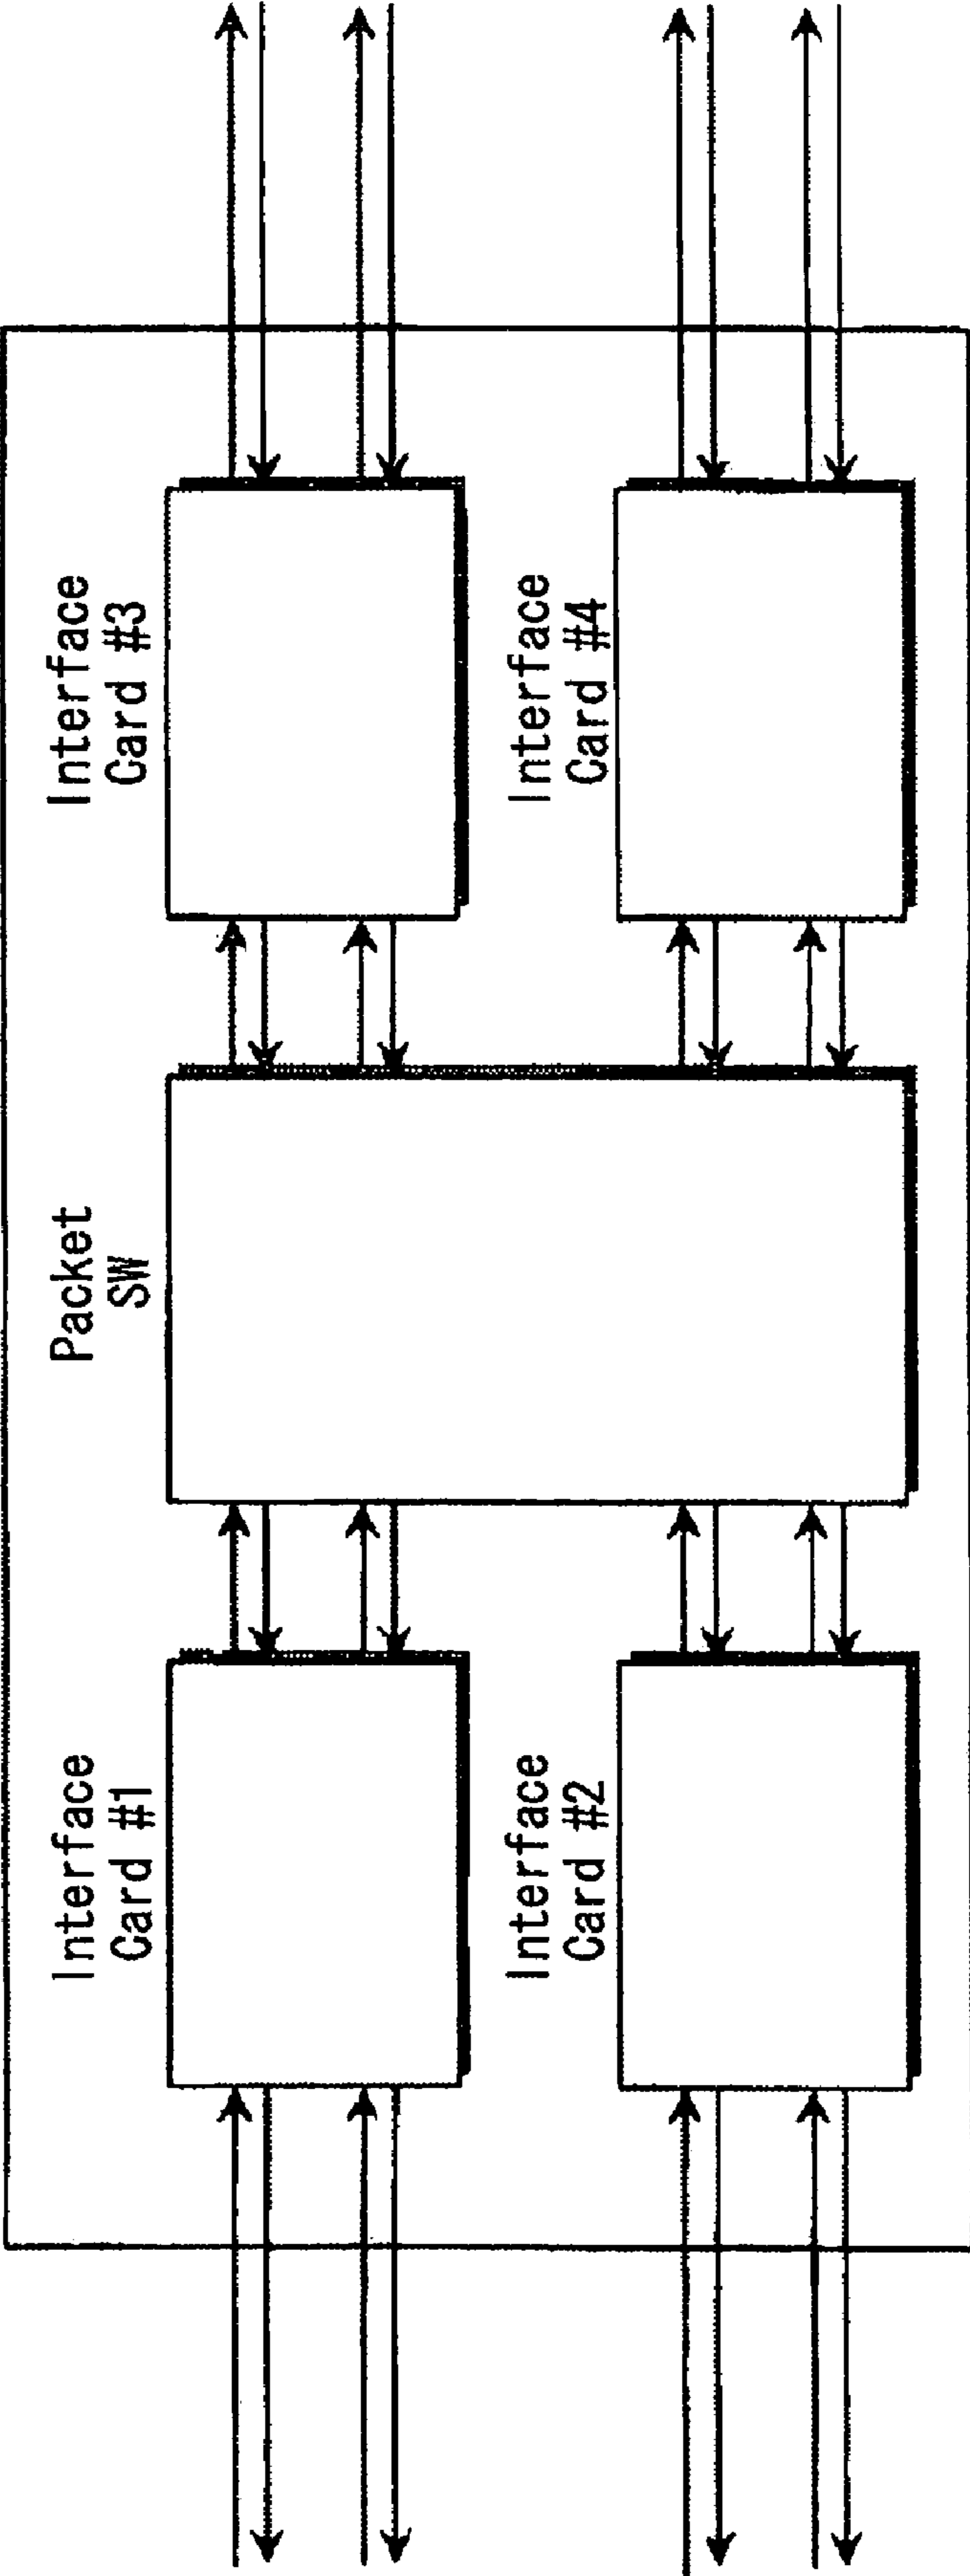 Interface
Card #1
Packet
SW
Interface
Card #3
Interface
Card #2
Interface
Card #4